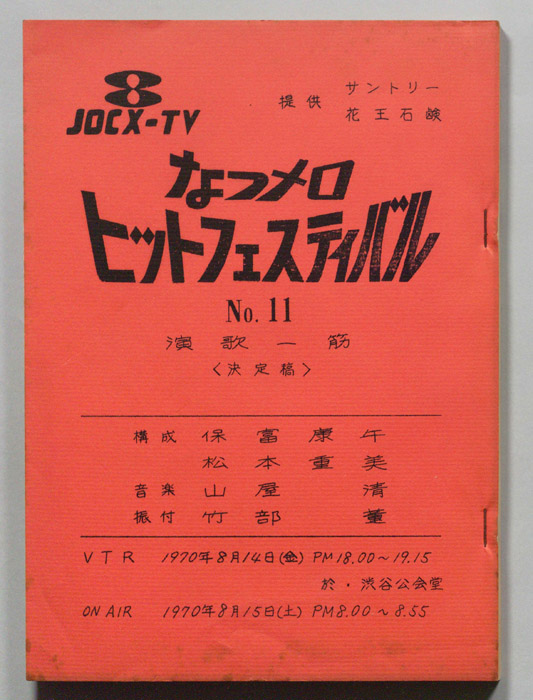 JOCX-TV
提供 サントリー
花王石鹸
なつメロ
ヒットフェスティバル
No. 11
演歌一筋
〈決定稿〉
構成 保富康午
松本重美
音楽 山屋清
振付 竹部董
VTR 1970年8月14日(金) PM18.00~19.15
於・渋谷公会堂
ON AIR 1970年8月15日(土) PM8.00~8.55